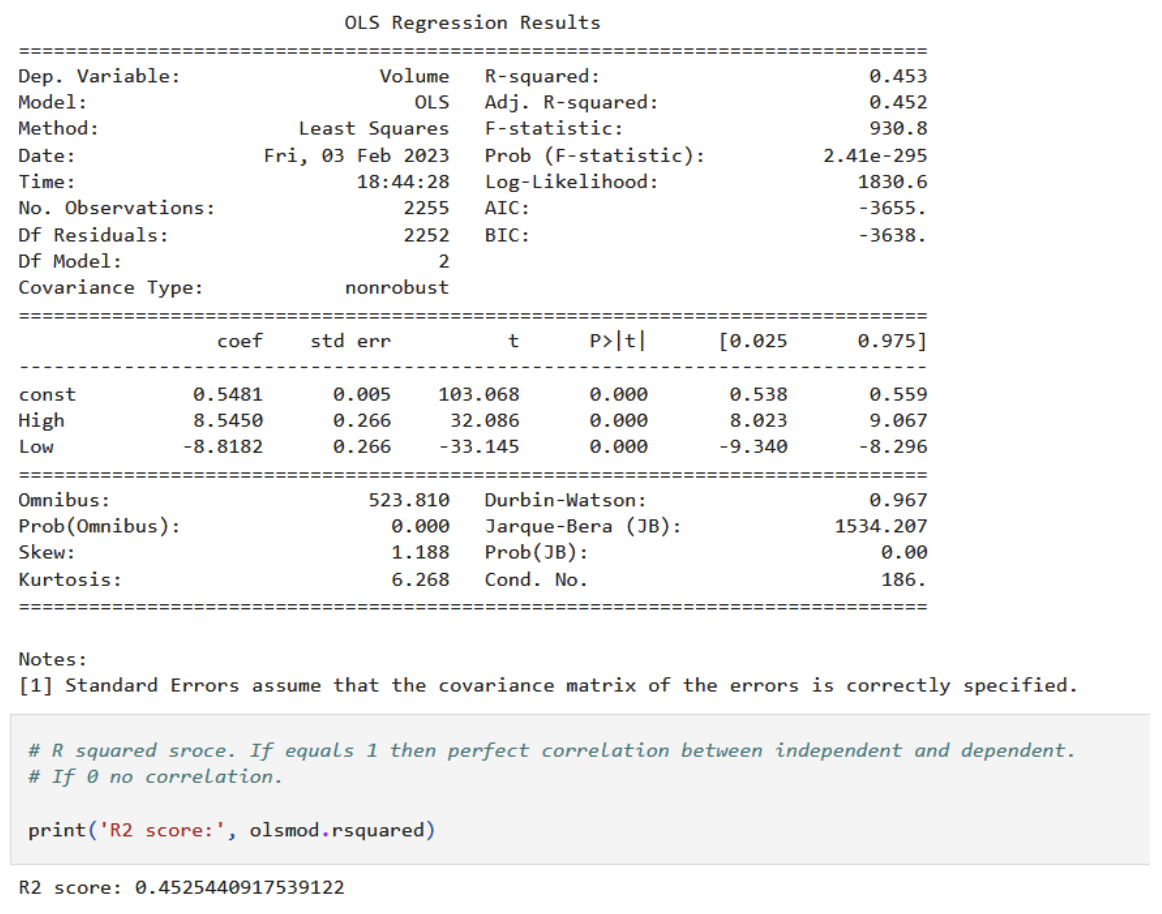 OLS Regression Results
==============================================================================
Dep. Variable:                 Volume   R-squared:                       0.453
Model:                            OLS   Adj. R-squared:                  0.452
Method:                 Least Squares   F-statistic:                     930.8
Date:                Fri, 03 Feb 2023   Prob (F-statistic):          2.41e-295
Time:                        18:44:28   Log-Likelihood:                 1830.6
No. Observations:                2255   AIC:                            -3655.
Df Residuals:                    2252   BIC:                            -3638.
Df Model:                           2
Covariance Type:            nonrobust
==============================================================================
                 coef    std err          t      P>|t|      [0.025      0.975]
------------------------------------------------------------------------------
const          0.5481      0.005    103.068      0.000       0.538       0.559
High           8.5450      0.266     32.086      0.000       8.023       9.067
Low           -8.8182      0.266    -33.145      0.000      -9.340      -8.296
==============================================================================
Omnibus:                      523.810   Durbin-Watson:                   0.967
Prob(Omnibus):                  0.000   Jarque-Bera (JB):             1534.207
Skew:                           1.188   Prob(JB):                         0.00
Kurtosis:                       6.268   Cond. No.                         186.
==============================================================================
Notes:
[1] Standard Errors assume that the covariance matrix of the errors is correctly specified.
# R squared sroce. If equals 1 then perfect correlation between independent and dependent.
# If 0 no correlation.
print('R2 score:', olsmod.rsquared)
R2 score: 0.4525440917539122